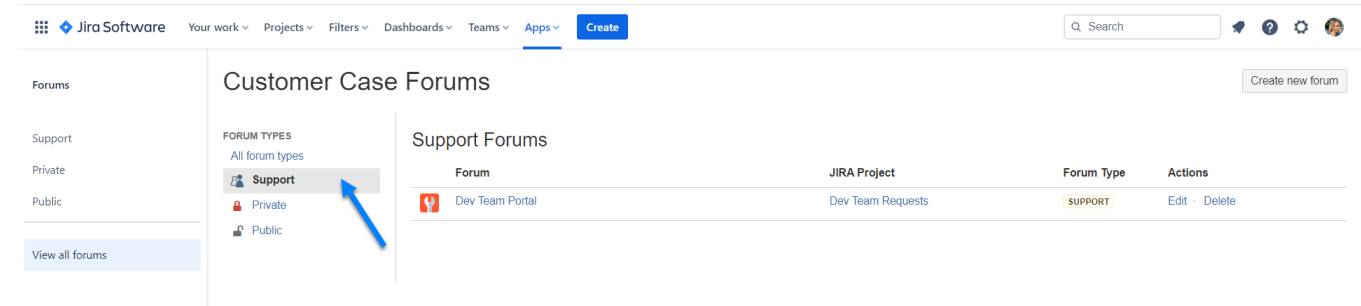 Jira Software Your work Projects Filters Dashboards Teams Apps Create Search
Forums
Support
Private
Public
View all forums
Customer Case Forums
Create new forum
FORUM TYPES
All forum types
Support
Private
Public
Support Forums
Forum JIRA Project Forum Type Actions
Dev Team Portal Dev Team Requests SUPPORT Edit · Delete